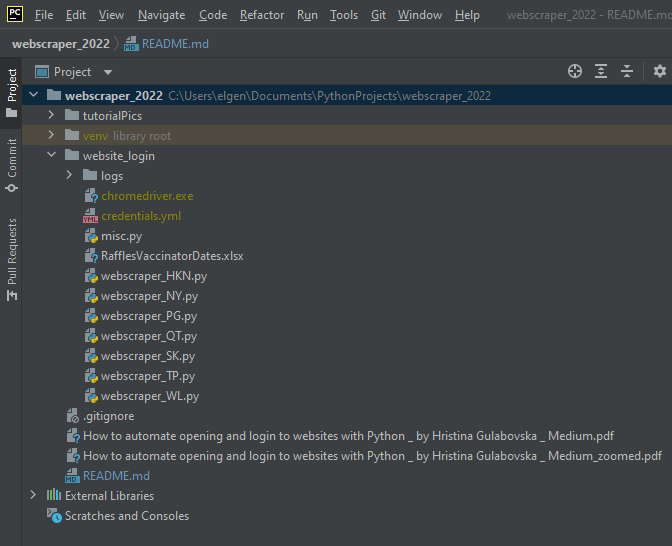 PC File Edit View Navigate Code Refactor Run Tools Git Window Help webscraper_2022 - README.md
webscraper_2022 README.md
Project
Project
Commit
Pull Requests
webscraper_2022 C:\Users\elgen\Documents\PythonProjects\webscraper_2022
tutorialPics
venv library root
website_login
logs
chromedriver.exe
credentials.yml
misc.py
RafflesVaccinatorDates.xlsx
webscraper_HKN.py
webscraper_NY.py
webscraper_PG.py
webscraper_QT.py
webscraper_SK.py
webscraper_TP.py
webscraper_WL.py
.gitignore
How to automate opening and login to websites with Python _ by Hristina Gulabovska _ Medium.pdf
How to automate opening and login to websites with Python _ by Hristina Gulabovska _ Medium_zoomed.pdf
README.md
External Libraries
Scratches and Consoles